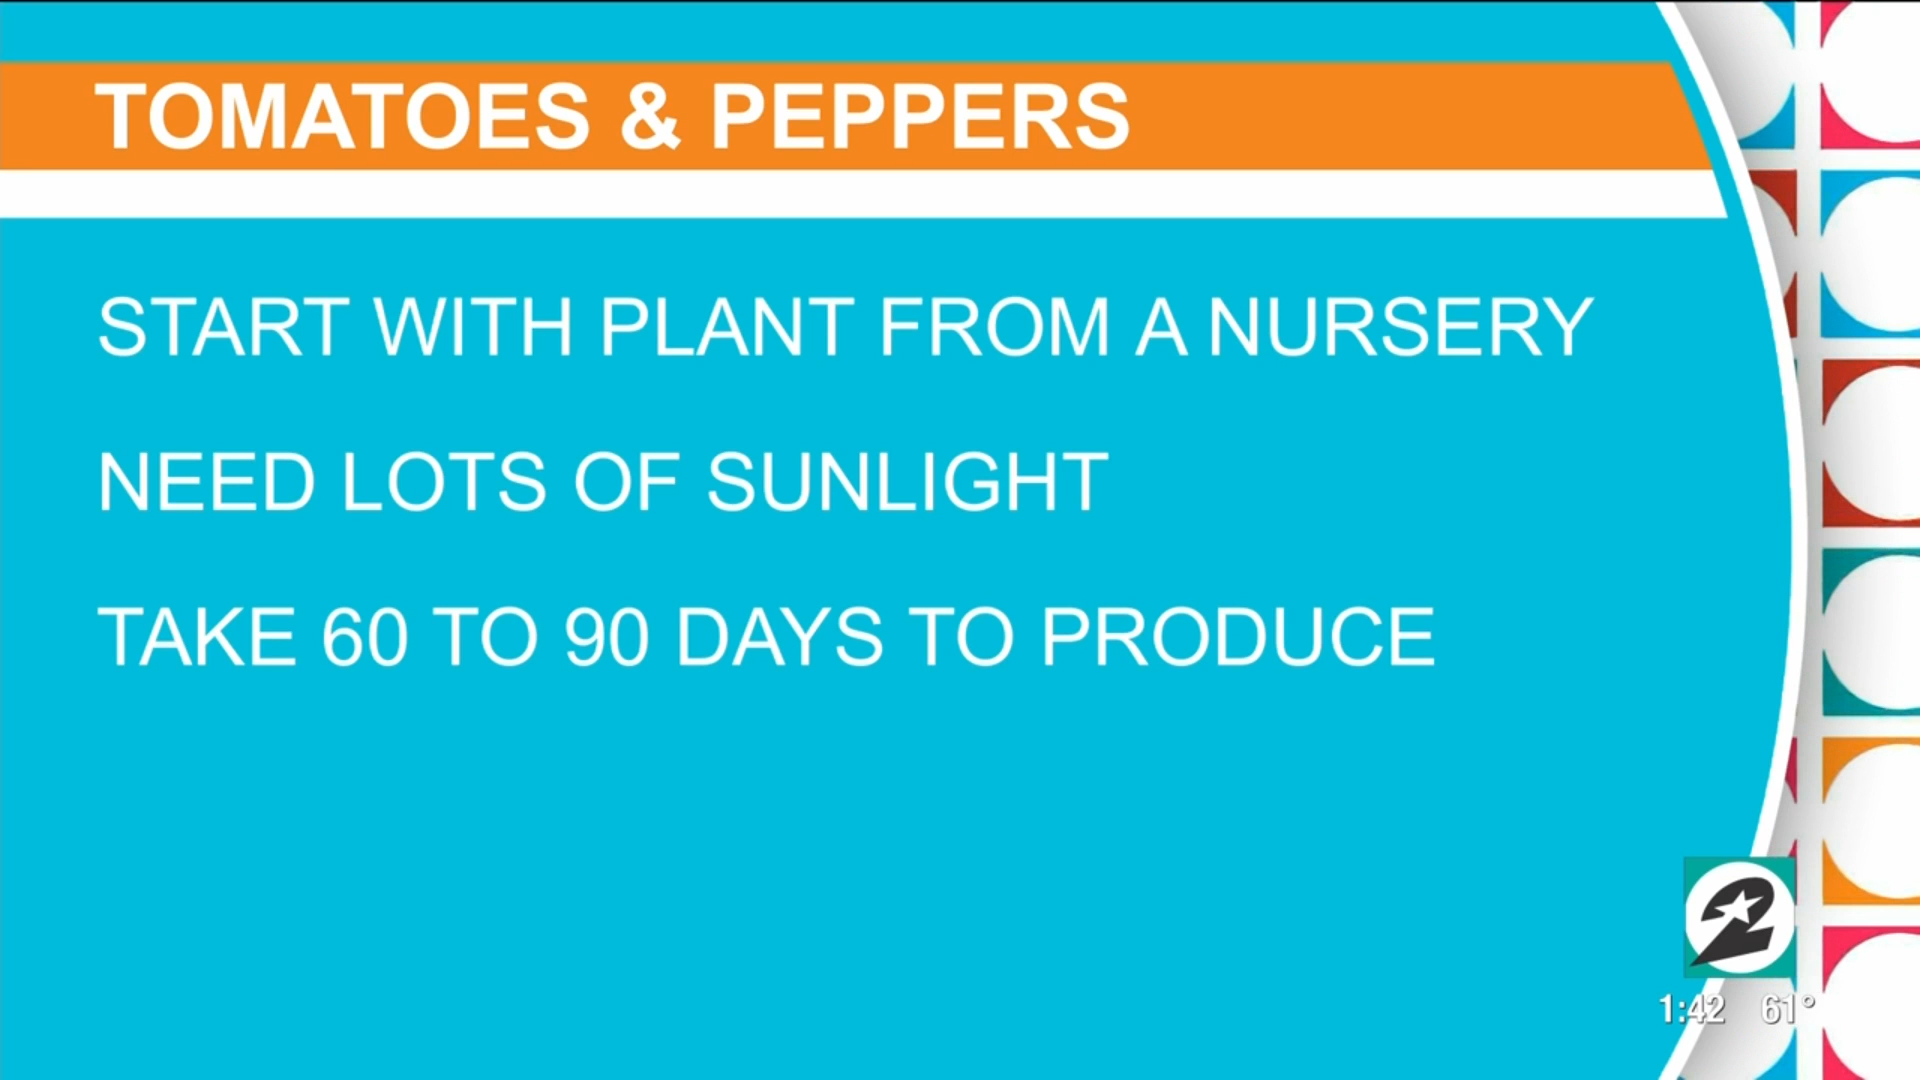 TOMATOES & PEPPERS
START WITH PLANT FROM A NURSERY
NEED LOTS OF SUNLIGHT
TAKE 60 TO 90 DAYS TO PRODUCE
2
1:42 61°